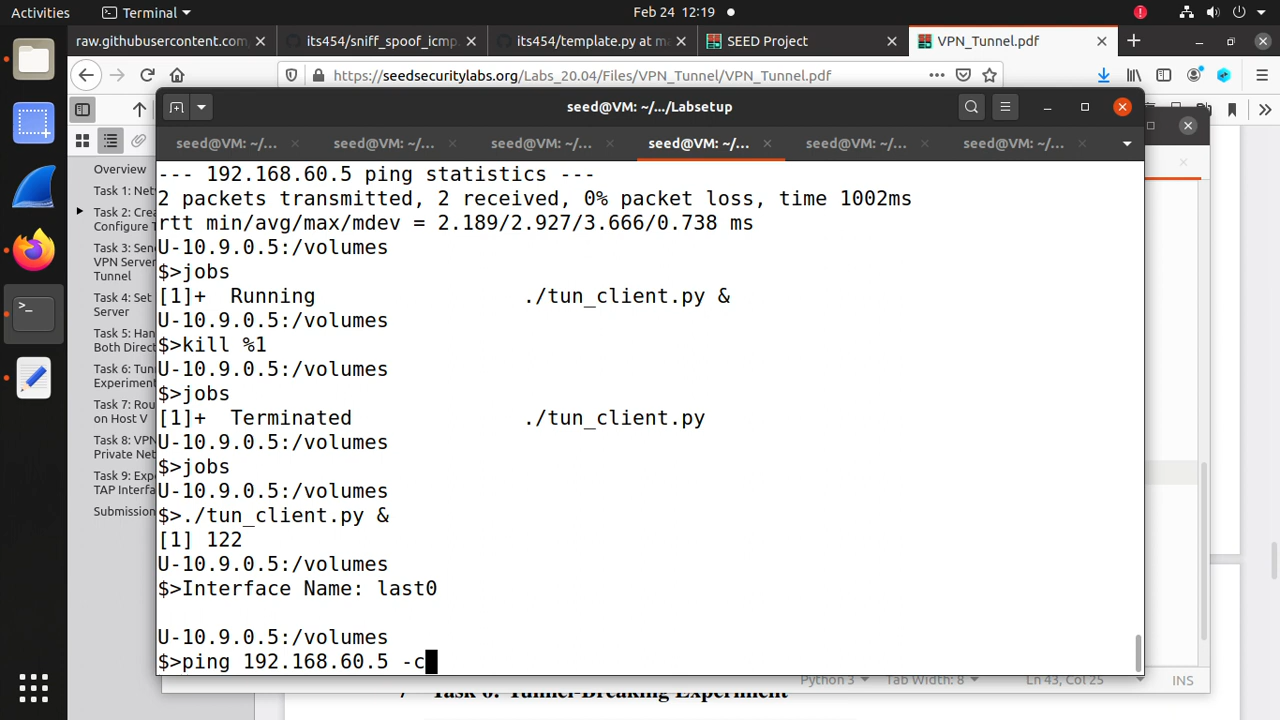 Activities
Terminal
Feb 24 12:19
raw.githubusercontent.com
its454/sniff_spoof_icmp.
its454/template.py at ma
SEED Project
VPN_Tunnel.pdf
https://seedsecuritylabs.org/Labs_20.04/Files/VPN_Tunnel/VPN_Tunnel.pdf
seed@VM: ~/.../Labsetup
seed@VM: ~/...
seed@VM: ~/...
seed@VM: ~/...
seed@VM: ~/...
seed@VM: ~/...
seed@VM: ~/...
Overview
Task 1: Net
Task 2: Crea
Configure T
Task 3: Sen
VPN Server
Tunnel
Task 4: Set
Server
Task 5: Han
Both Direct
Task 6: Tun
Experiment
Task 7: Rou
on Host V
Task 8: VPN
Private Net
Task 9: Exp
TAP Interfa
Submission
--- 192.168.60.5 ping statistics ---
2 packets transmitted, 2 received, 0% packet loss, time 1002ms
rtt min/avg/max/mdev = 2.189/2.927/3.666/0.738 ms
U-10.9.0.5:/volumes
$>jobs
[1]+  Running                 ./tun_client.py &
U-10.9.0.5:/volumes
$>kill %1
U-10.9.0.5:/volumes
$>jobs
[1]+  Terminated              ./tun_client.py
U-10.9.0.5:/volumes
$>jobs
U-10.9.0.5:/volumes
$>./tun_client.py &
[1] 122
U-10.9.0.5:/volumes
$>Interface Name: last0
U-10.9.0.5:/volumes
$>ping 192.168.60.5 -c
Python 3
Tab Width: 8
Ln 43, Col 25
INS
7 Task 6: Tunnel-Breaking Experiment